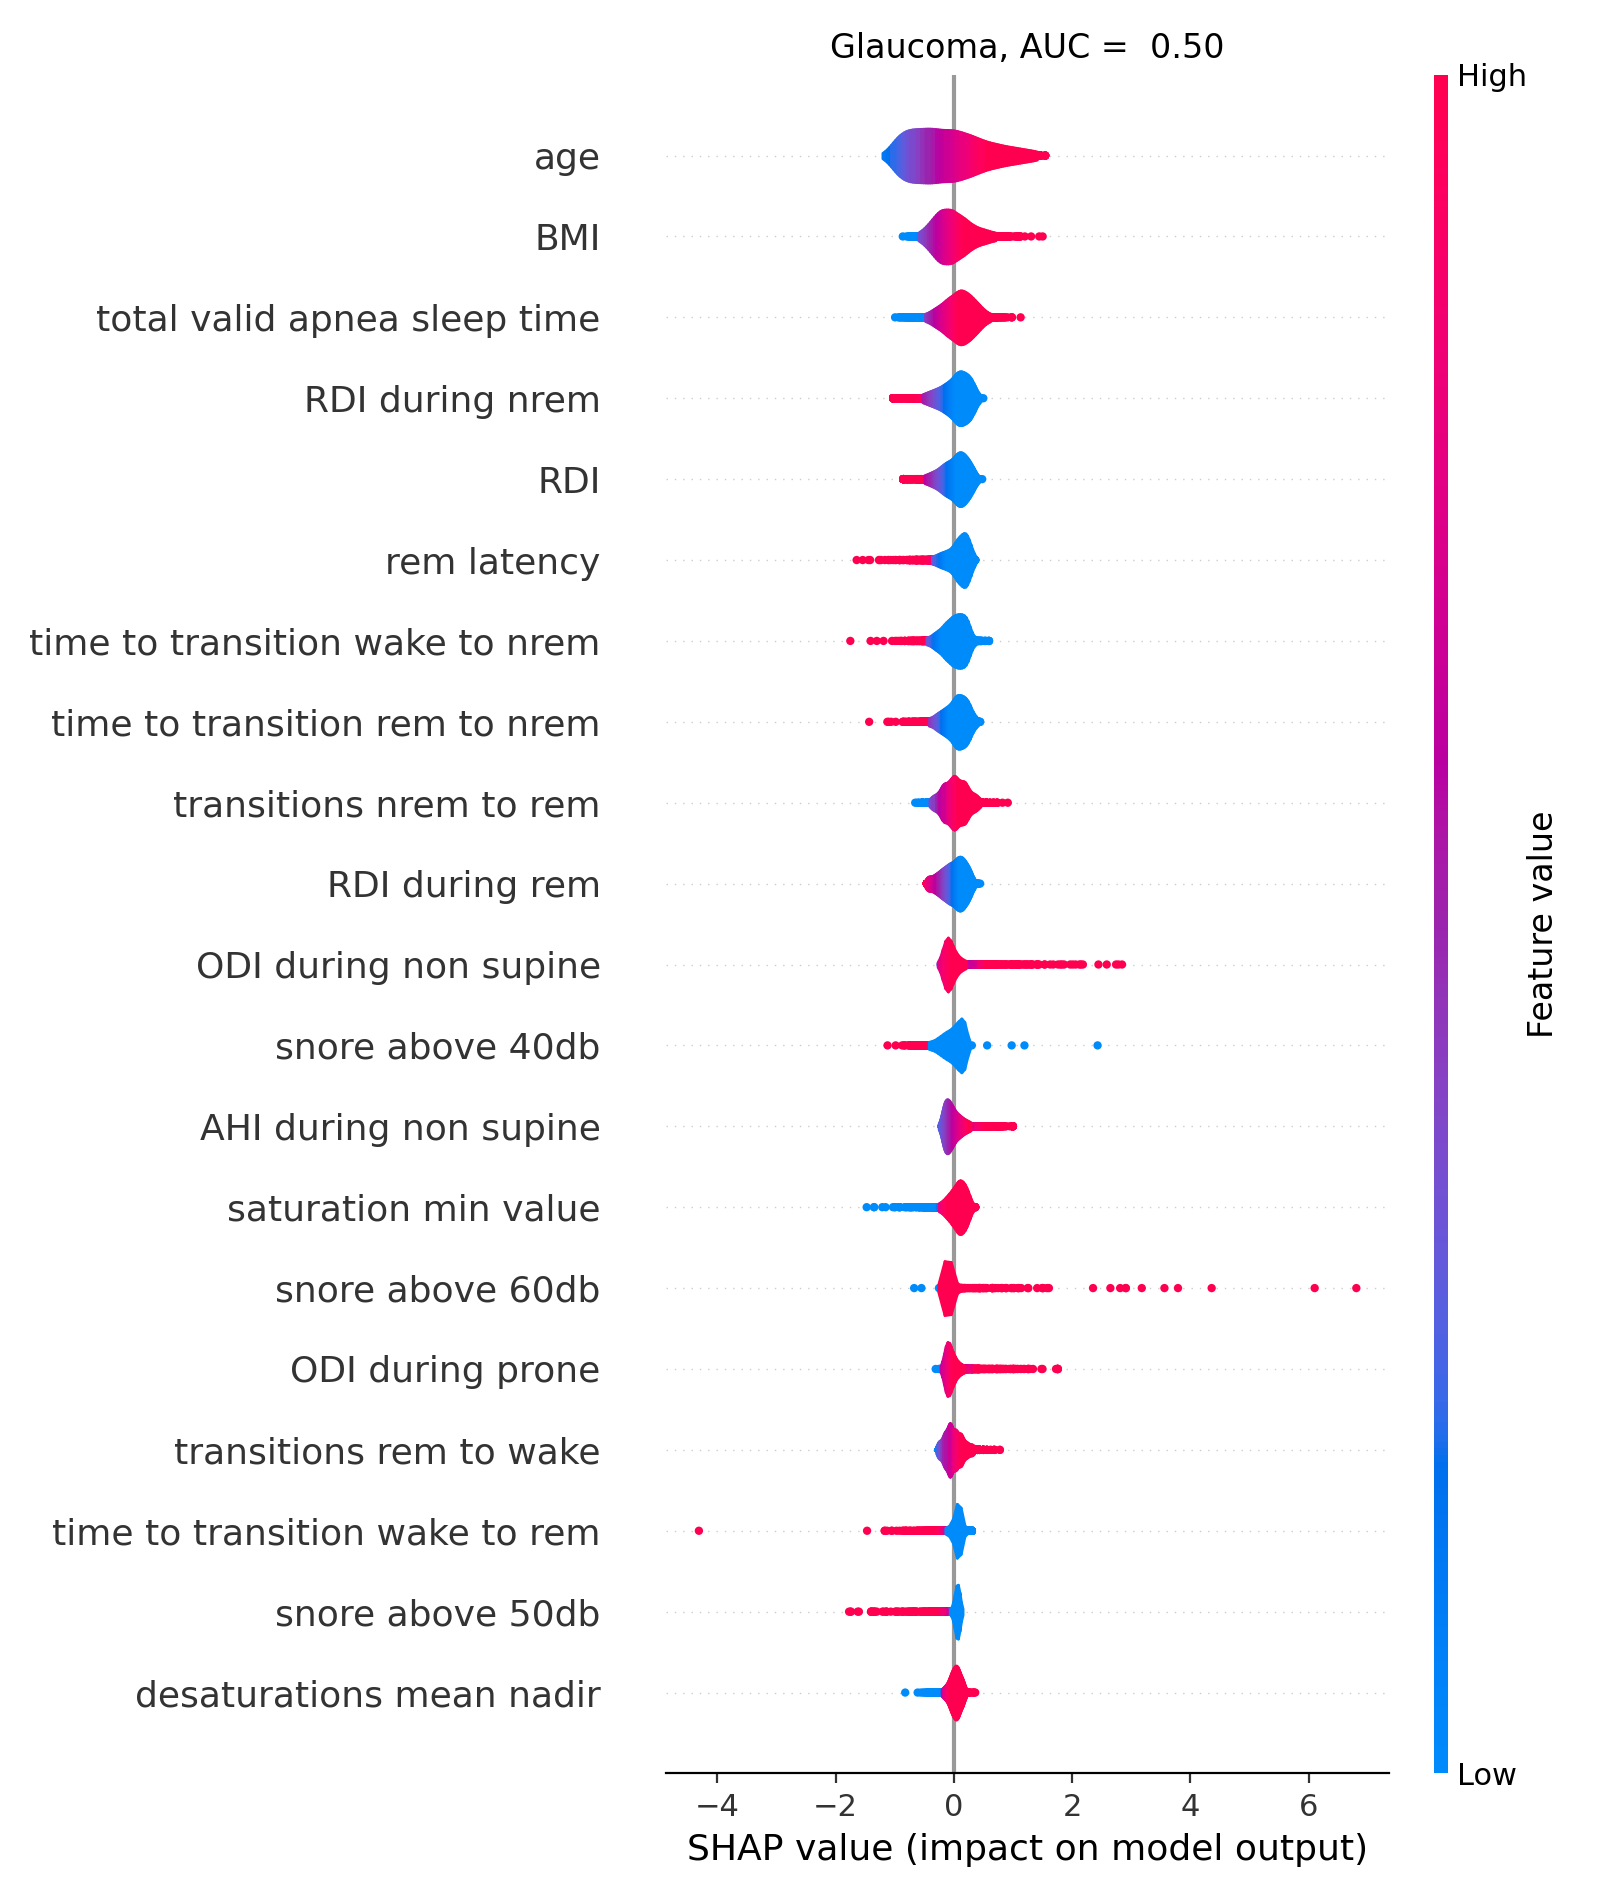 Glaucoma, AUC =  0.50
High
age
BMI
total valid apnea sleep time
RDI during nrem
RDI
rem latency
time to transition wake to nrem
time to transition rem to nrem
transitions nrem to rem
RDI during rem
ODI during non supine
snore above 40db
AHI during non supine
saturation min value
snore above 60db
ODI during prone
transitions rem to wake
time to transition wake to rem
snore above 50db
desaturations mean nadir
Feature value
Low
−4 −2 0 2 4 6
SHAP value (impact on model output)